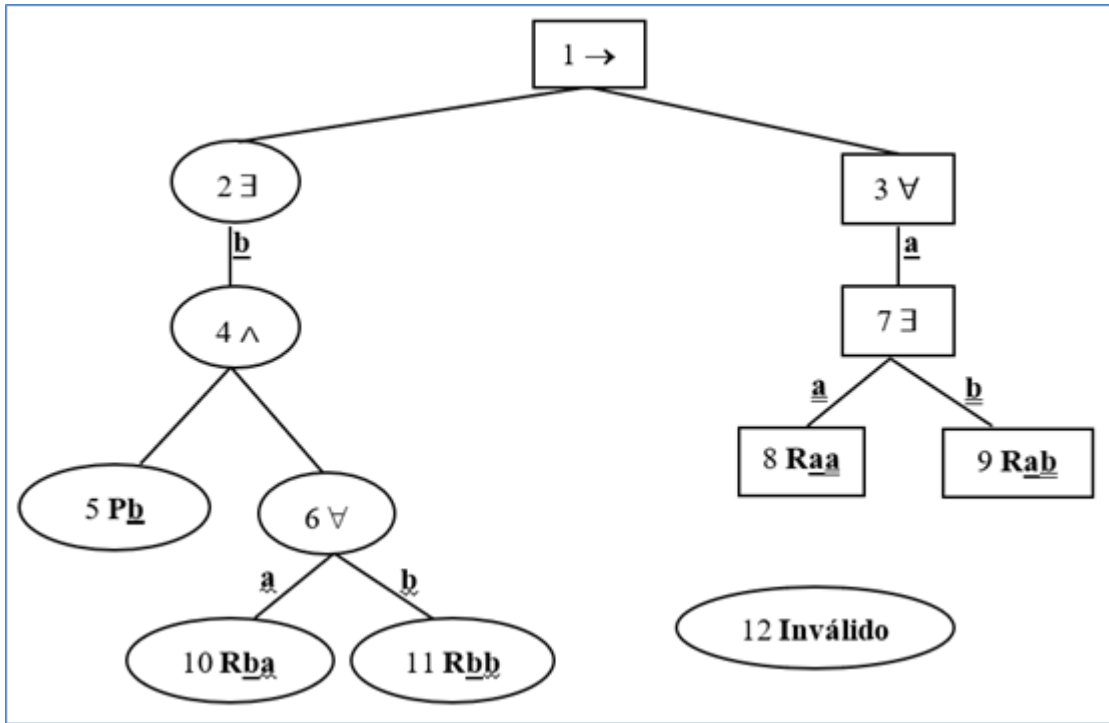 1 →
2 ∃
3 ∀
b
a
4 ∧
7 ∃
a
b
8 Raa
9 Rab
5 Pb
6 ∀
a
b
10 Rba
11 Rbb
12 Inválido